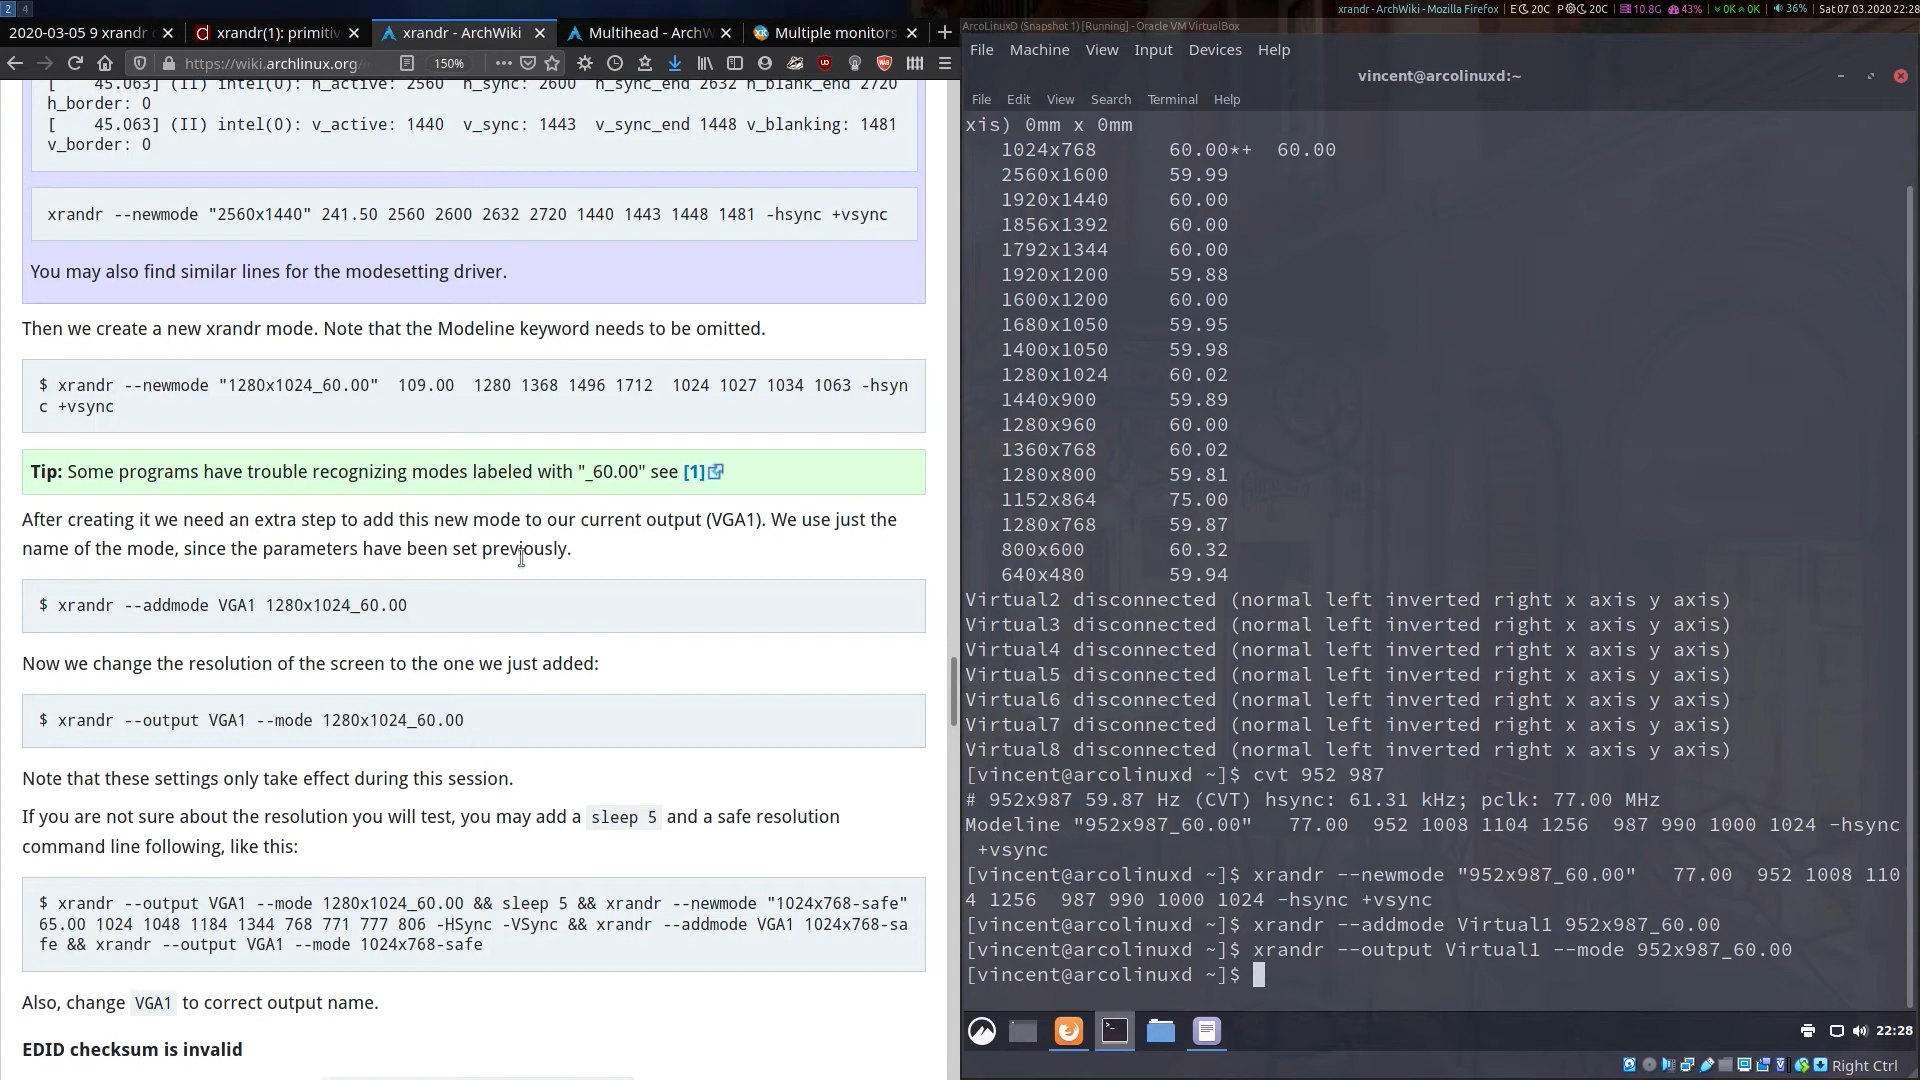 2 4
xrandr - ArchWiki - Mozilla Firefox
E 20C P 20C 10.8G 43% 0K 0K 36% Sat 07.03.2020 22:28
2020-03-05 9 xrandr
xrandr(1): primitiv
xrandr - ArchWiki
Multihead - ArchW
Multiple monitors
https://wiki.archlinux.org/
150%
[    45.063] (II) intel(0): h_active: 2560  h_sync: 2600  h_sync_end 2632 h_blank_end 2720
h_border: 0
[    45.063] (II) intel(0): v_active: 1440  v_sync: 1443  v_sync_end 1448 v_blanking: 1481
v_border: 0
xrandr --newmode "2560x1440" 241.50 2560 2600 2632 2720 1440 1443 1448 1481 -hsync +vsync
You may also find similar lines for the modesetting driver.
Then we create a new xrandr mode. Note that the Modeline keyword needs to be omitted.
$ xrandr --newmode "1280x1024_60.00"  109.00  1280 1368 1496 1712  1024 1027 1034 1063 -hsyn
c +vsync
Tip: Some programs have trouble recognizing modes labeled with "_60.00" see [1]
After creating it we need an extra step to add this new mode to our current output (VGA1). We use just the
name of the mode, since the parameters have been set previously.
$ xrandr --addmode VGA1 1280x1024_60.00
Now we change the resolution of the screen to the one we just added:
$ xrandr --output VGA1 --mode 1280x1024_60.00
Note that these settings only take effect during this session.
If you are not sure about the resolution you will test, you may add a sleep 5 and a safe resolution
command line following, like this:
$ xrandr --output VGA1 --mode 1280x1024_60.00 && sleep 5 && xrandr --newmode "1024x768-safe"
65.00 1024 1048 1184 1344 768 771 777 806 -HSync -VSync && xrandr --addmode VGA1 1024x768-sa
fe && xrandr --output VGA1 --mode 1024x768-safe
Also, change VGA1 to correct output name.
EDID checksum is invalid
ArcoLinuxD (Snapshot 1) [Running] - Oracle VM VirtualBox
File Machine View Input Devices Help
vincent@arcolinuxd:~
File Edit View Search Terminal Help
xis) 0mm x 0mm
1024x768 60.00*+ 60.00
2560x1600 59.99
1920x1440 60.00
1856x1392 60.00
1792x1344 60.00
1920x1200 59.88
1600x1200 60.00
1680x1050 59.95
1400x1050 59.98
1280x1024 60.02
1440x900 59.89
1280x960 60.00
1360x768 60.02
1280x800 59.81
1152x864 75.00
1280x768 59.87
800x600 60.32
640x480 59.94
Virtual2 disconnected (normal left inverted right x axis y axis)
Virtual3 disconnected (normal left inverted right x axis y axis)
Virtual4 disconnected (normal left inverted right x axis y axis)
Virtual5 disconnected (normal left inverted right x axis y axis)
Virtual6 disconnected (normal left inverted right x axis y axis)
Virtual7 disconnected (normal left inverted right x axis y axis)
Virtual8 disconnected (normal left inverted right x axis y axis)
[vincent@arcolinuxd ~]$ cvt 952 987
# 952x987 59.87 Hz (CVT) hsync: 61.31 kHz; pclk: 77.00 MHz
Modeline "952x987_60.00"   77.00  952 1008 1104 1256  987 990 1000 1024 -hsync
+vsync
[vincent@arcolinuxd ~]$ xrandr --newmode "952x987_60.00"   77.00  952 1008 110
4 1256  987 990 1000 1024 -hsync +vsync
[vincent@arcolinuxd ~]$ xrandr --addmode Virtual1 952x987_60.00
[vincent@arcolinuxd ~]$ xrandr --output Virtual1 --mode 952x987_60.00
[vincent@arcolinuxd ~]$
22:28
Right Ctrl